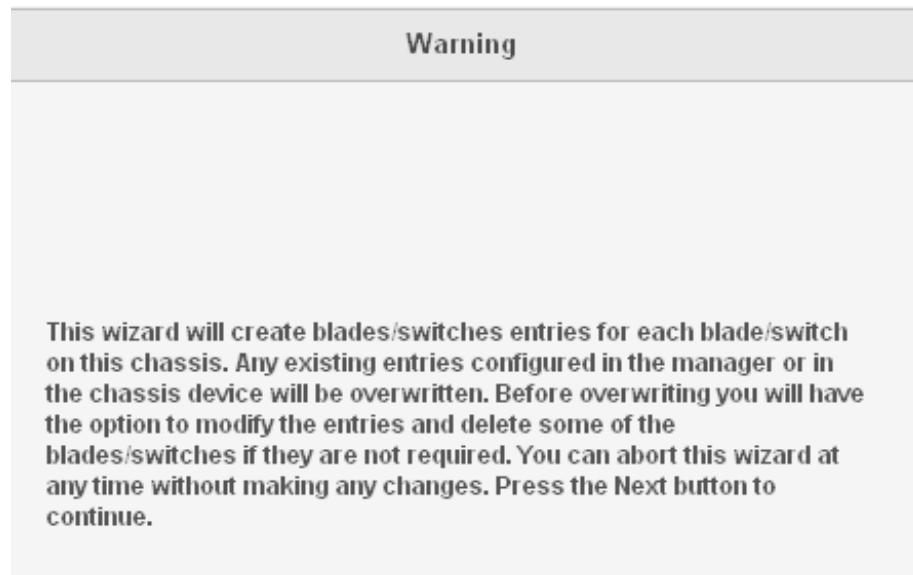 Warning
This wizard will create blades/switches entries for each blade/switch
on this chassis. Any existing entries configured in the manager or in
the chassis device will be overwritten. Before overwriting you will have
the option to modify the entries and delete some of the
blades/switches if they are not required. You can abort this wizard at
any time without making any changes. Press the Next button to
continue.